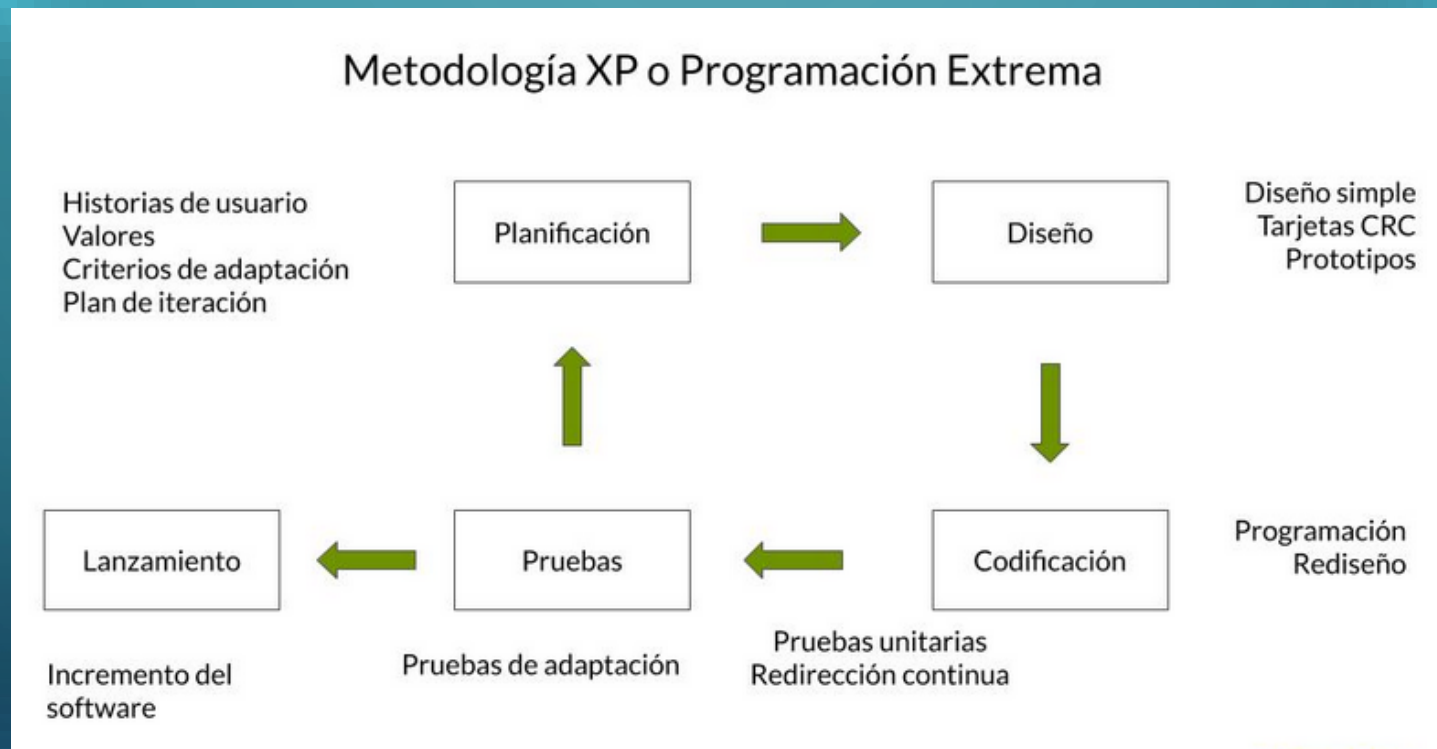 Metodología XP o Programación Extrema
Historias de usuario
Valores
Criterios de adaptación
Plan de iteración
Planificación
Diseño
Diseño simple
Tarjetas CRC
Prototipos
Lanzamiento
Pruebas
Codificación
Programación
Rediseño
Incremento del
software
Pruebas de adaptación
Pruebas unitarias
Redirección continua